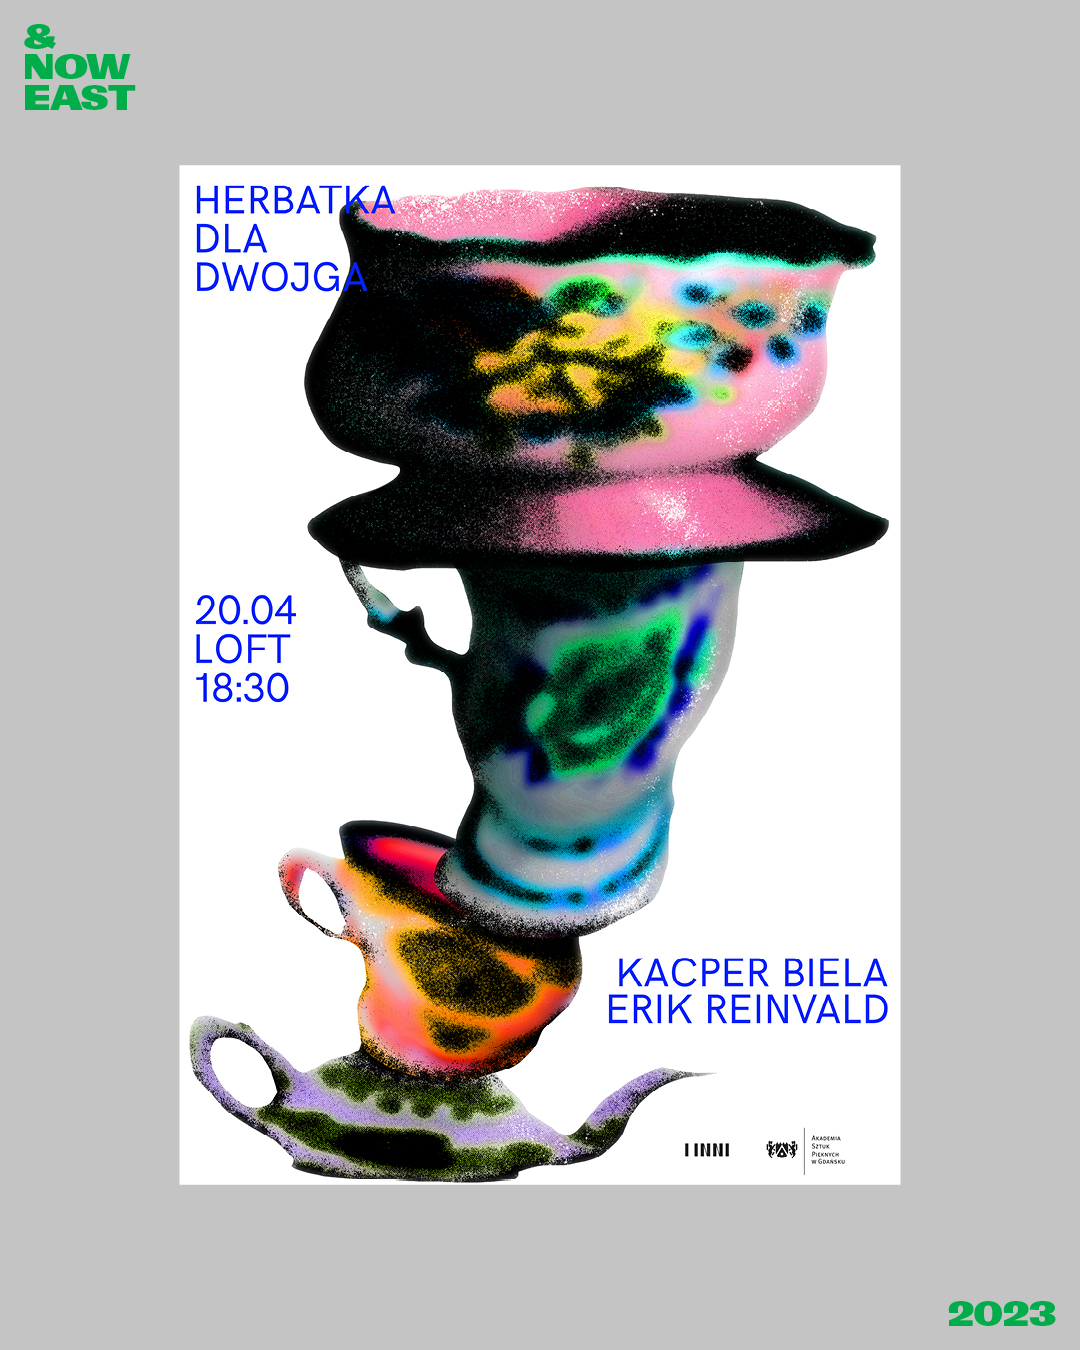 &
NOW
EAST
HERBATKA
DLA
DWOJGA
20.04
LOFT
18:30
KACPER BIELA
ERIK REINVALD
I INNI
AKADEMIA
SZTUK
PIĘKNYCH
W GDAŃSKU
2023